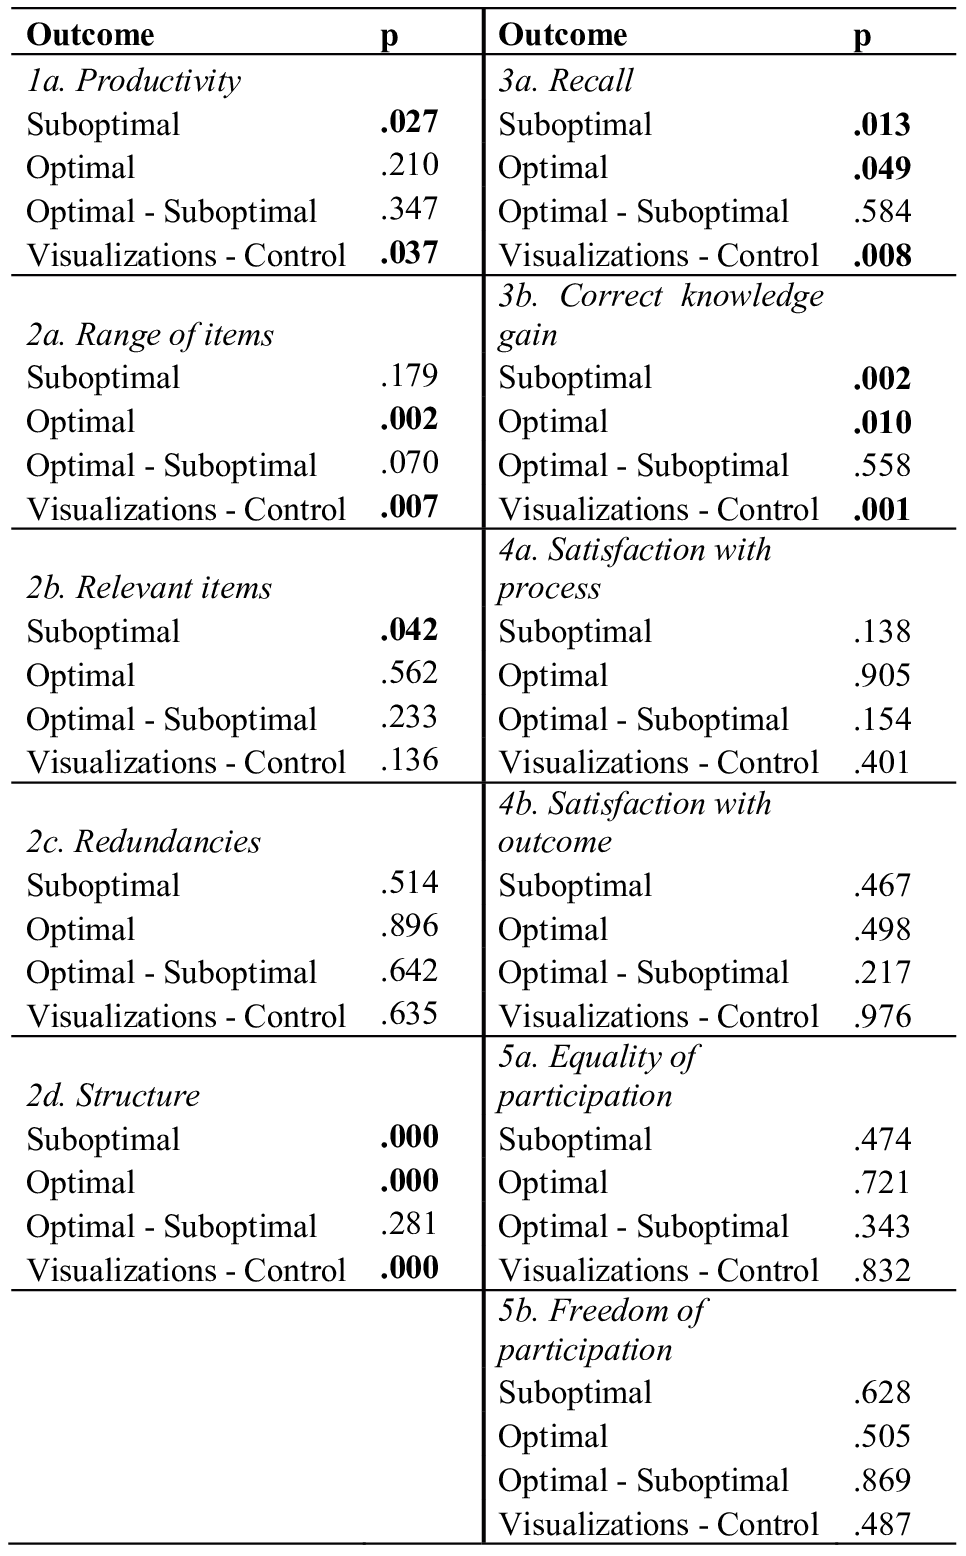 Outcome p
1a. Productivity
Suboptimal .027
Optimal .210
Optimal - Suboptimal .347
Visualizations - Control .037
2a. Range of items
Suboptimal .179
Optimal .002
Optimal - Suboptimal .070
Visualizations - Control .007
2b. Relevant items
Suboptimal .042
Optimal .562
Optimal - Suboptimal .233
Visualizations - Control .136
2c. Redundancies
Suboptimal .514
Optimal .896
Optimal - Suboptimal .642
Visualizations - Control .635
2d. Structure
Suboptimal .000
Optimal .000
Optimal - Suboptimal .281
Visualizations - Control .000
Outcome p
3a. Recall
Suboptimal .013
Optimal .049
Optimal - Suboptimal .584
Visualizations - Control .008
3b. Correct knowledge
gain
Suboptimal .002
Optimal .010
Optimal - Suboptimal .558
Visualizations - Control .001
4a. Satisfaction with
process
Suboptimal .138
Optimal .905
Optimal - Suboptimal .154
Visualizations - Control .401
4b. Satisfaction with
outcome
Suboptimal .467
Optimal .498
Optimal - Suboptimal .217
Visualizations - Control .976
5a. Equality of
participation
Suboptimal .474
Optimal .721
Optimal - Suboptimal .343
Visualizations - Control .832
5b. Freedom of
participation
Suboptimal .628
Optimal .505
Optimal - Suboptimal .869
Visualizations - Control .487